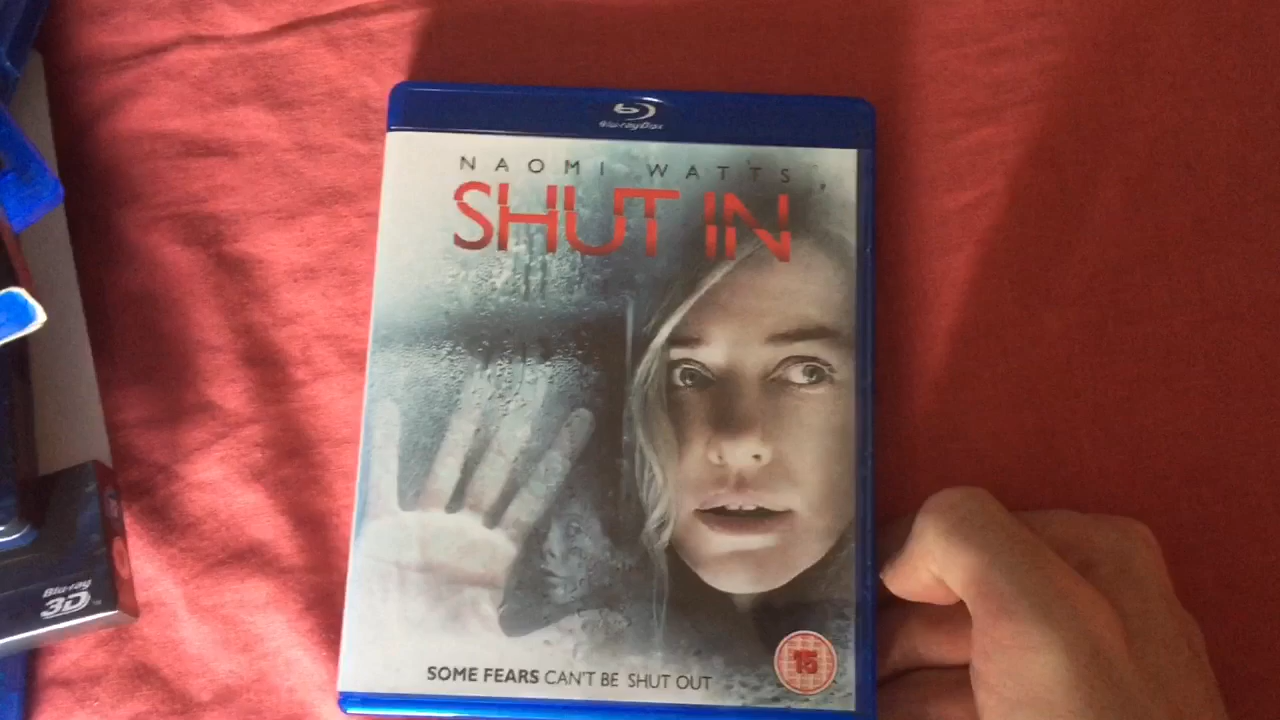 Blu-ray Disc
NAOMI WATTS
SHUT IN
SOME FEARS CAN'T BE SHUT OUT
15
Blu-ray
3D